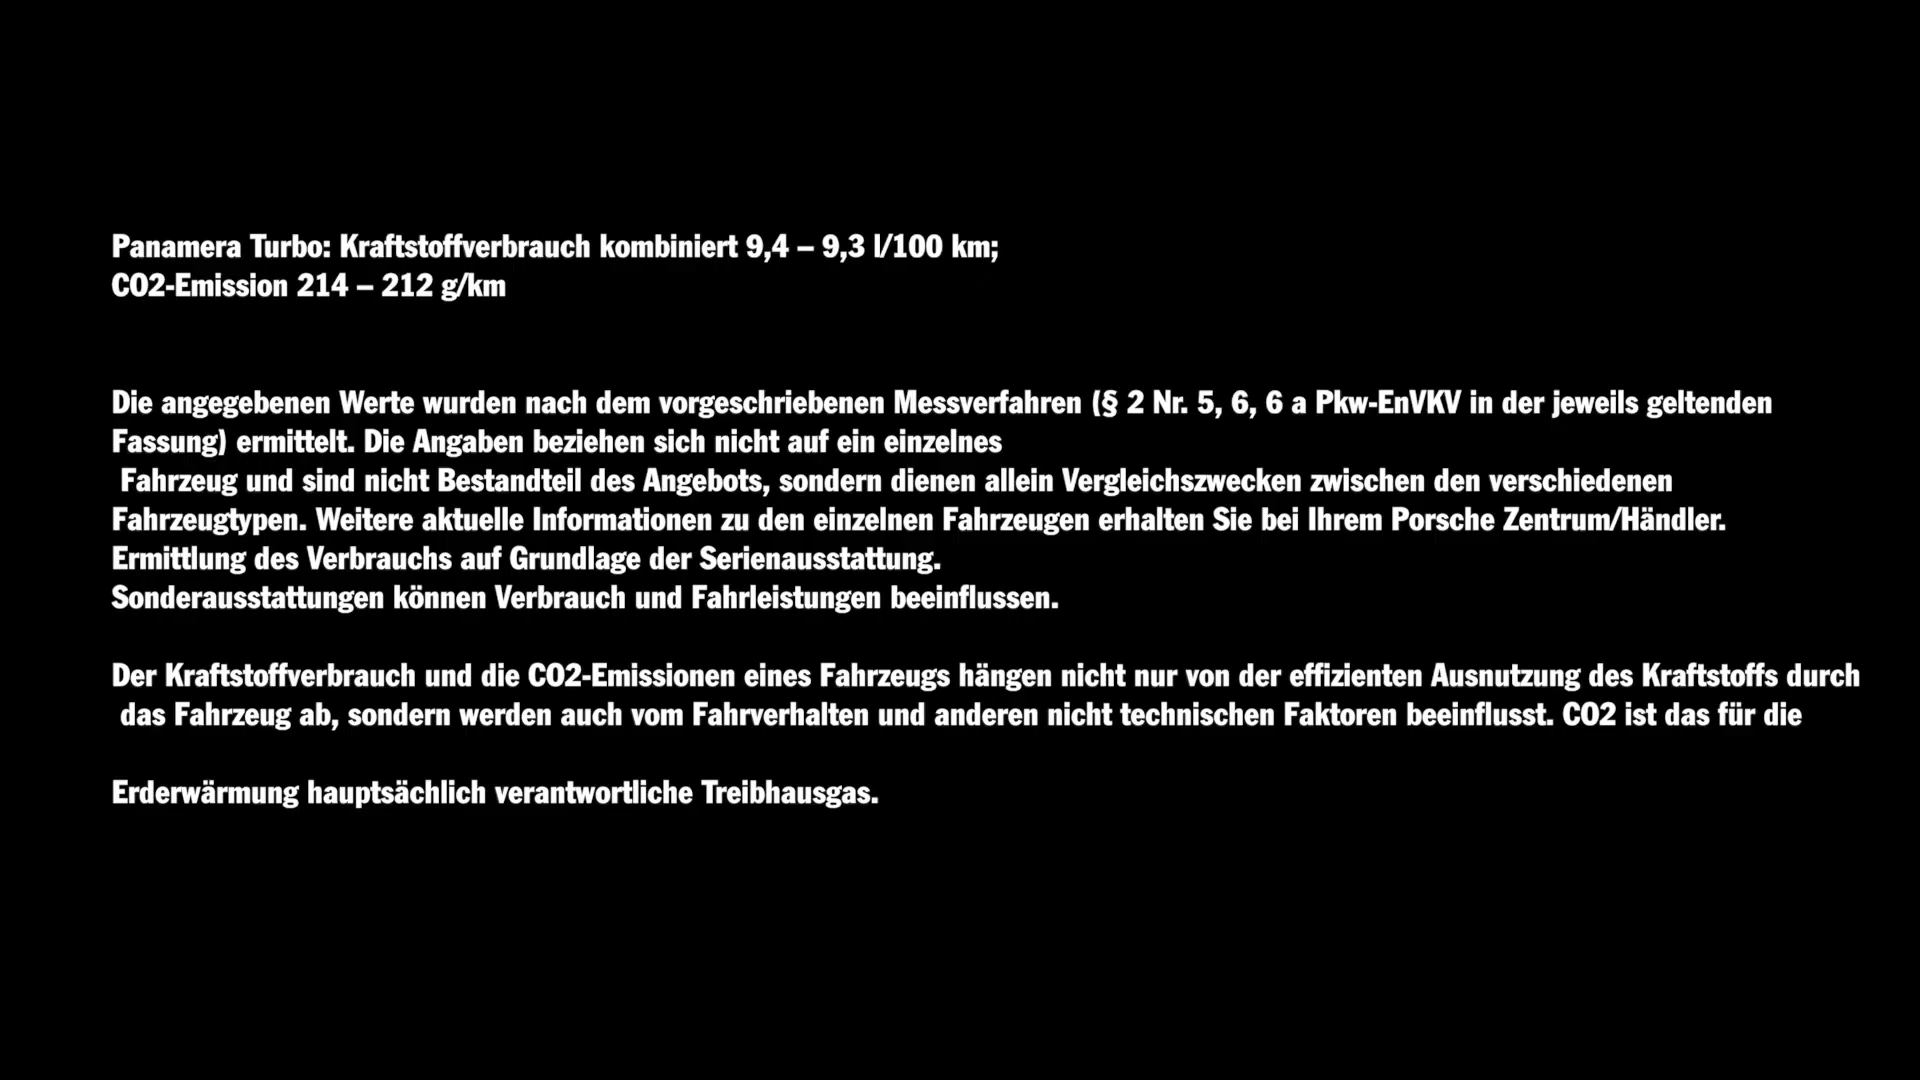 Panamera Turbo: Kraftstoffverbrauch kombiniert 9,4 – 9,3 l/100 km;
CO2-Emission 214 – 212 g/km
Die angegebenen Werte wurden nach dem vorgeschriebenen Messverfahren (§ 2 Nr. 5, 6, 6 a Pkw-EnVKV in der jeweils geltenden
Fassung) ermittelt. Die Angaben beziehen sich nicht auf ein einzelnes
Fahrzeug und sind nicht Bestandteil des Angebots, sondern dienen allein Vergleichszwecken zwischen den verschiedenen
Fahrzeugtypen. Weitere aktuelle Informationen zu den einzelnen Fahrzeugen erhalten Sie bei Ihrem Porsche Zentrum/Händler.
Ermittlung des Verbrauchs auf Grundlage der Serienausstattung.
Sonderausstattungen können Verbrauch und Fahrleistungen beeinflussen.
Der Kraftstoffverbrauch und die CO2-Emissionen eines Fahrzeugs hängen nicht nur von der effizienten Ausnutzung des Kraftstoffs durch
das Fahrzeug ab, sondern werden auch vom Fahrverhalten und anderen nicht technischen Faktoren beeinflusst. CO2 ist das für die
Erderwärmung hauptsächlich verantwortliche Treibhausgas.